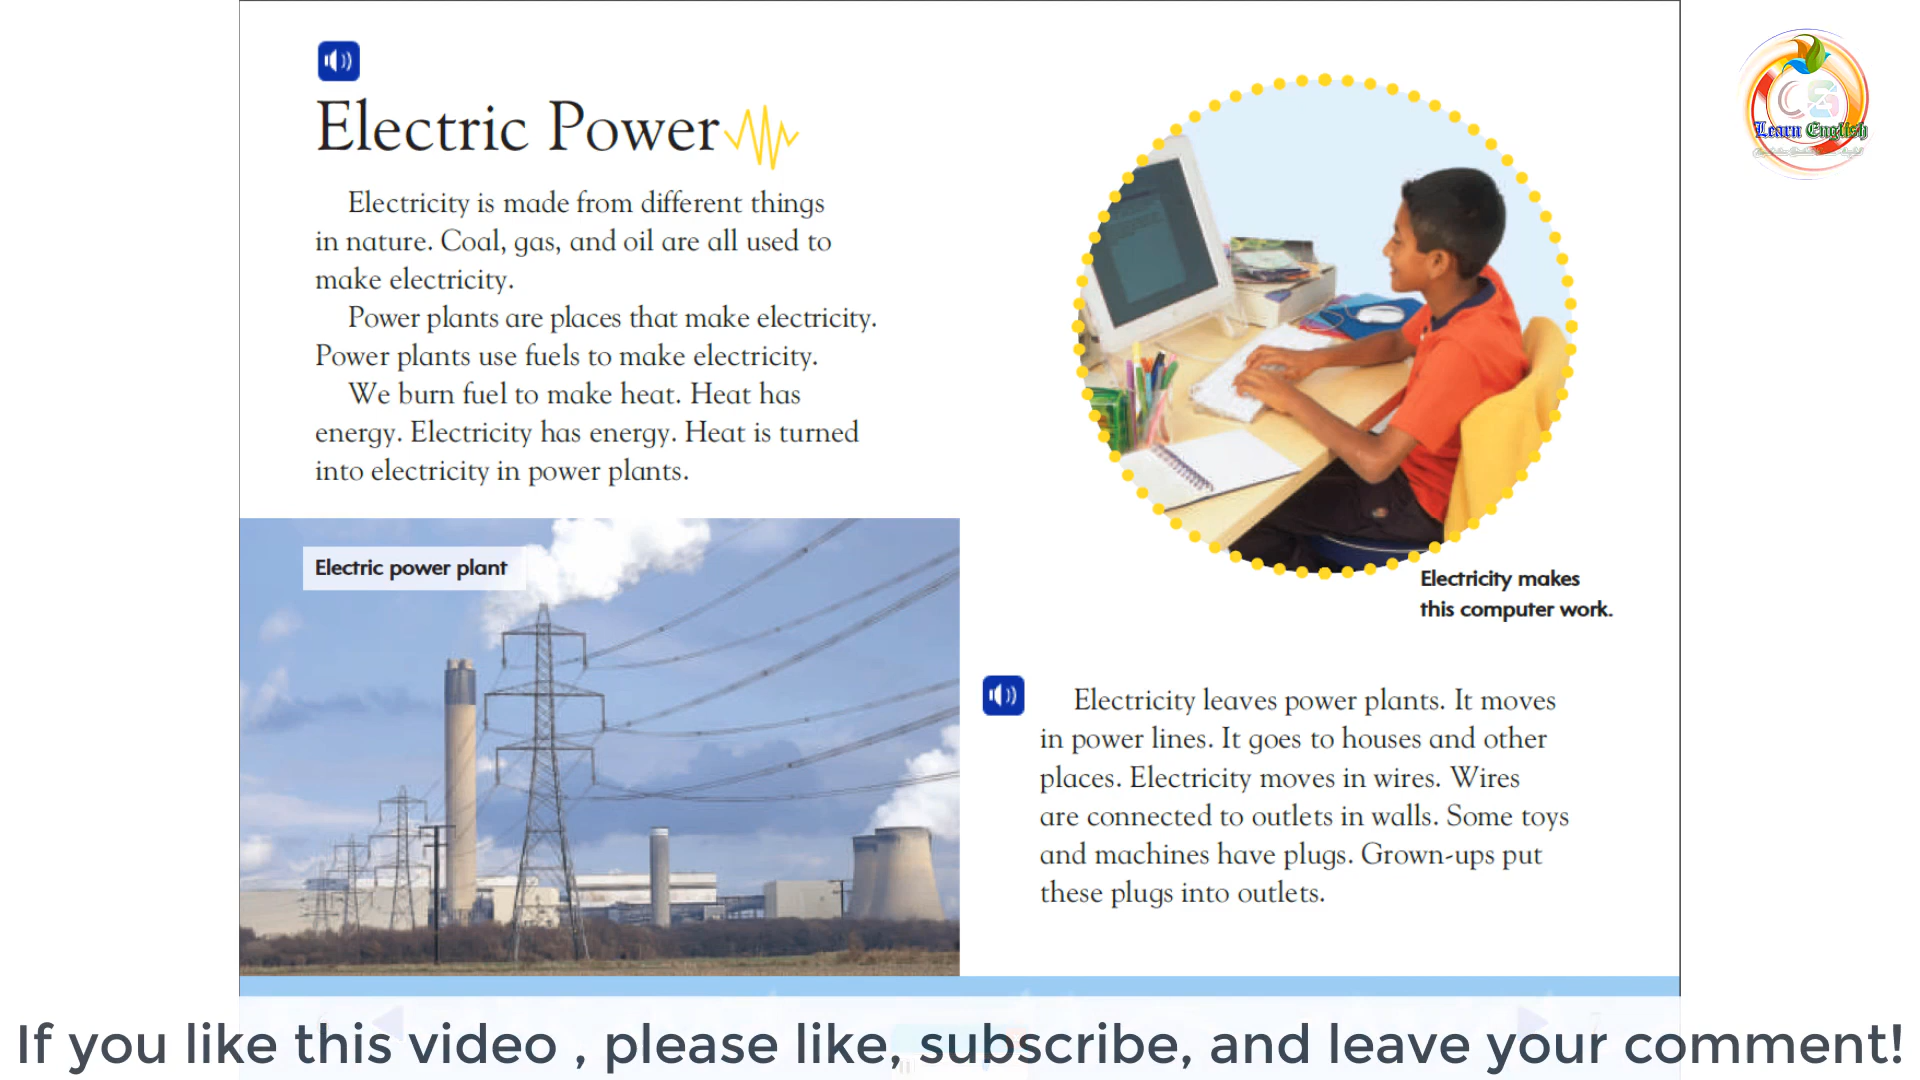 Electric Power
Electricity is made from different things
in nature. Coal, gas, and oil are all used to
make electricity.
Power plants are places that make electricity.
Power plants use fuels to make electricity.
We burn fuel to make heat. Heat has
energy. Electricity has energy. Heat is turned
into electricity in power plants.
Electric power plant
Electricity makes
this computer work.
Electricity leaves power plants. It moves
in power lines. It goes to houses and other
places. Electricity moves in wires. Wires
are connected to outlets in walls. Some toys
and machines have plugs. Grown-ups put
these plugs into outlets.
CS
Learn English
If you like this video , please like, subscribe, and leave your comment!